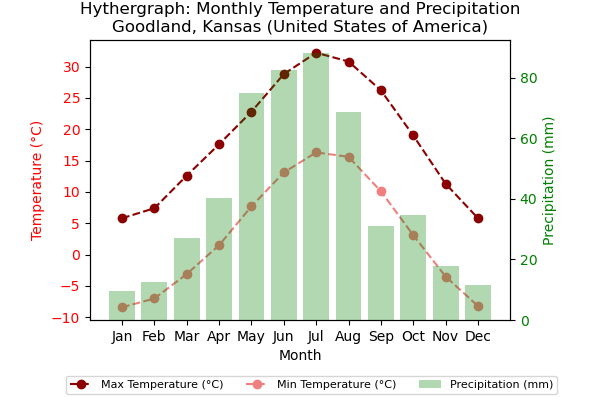 Hythergraph: Monthly Temperature and Precipitation
Goodland, Kansas (United States of America)
Temperature (°C)
30
25
20
15
10
5
0
−5
−10
80
60
40
20
0
Precipitation (mm)
Jan Feb Mar Apr May Jun Jul Aug Sep Oct Nov Dec
Month
Max Temperature (°C) Min Temperature (°C) Precipitation (mm)